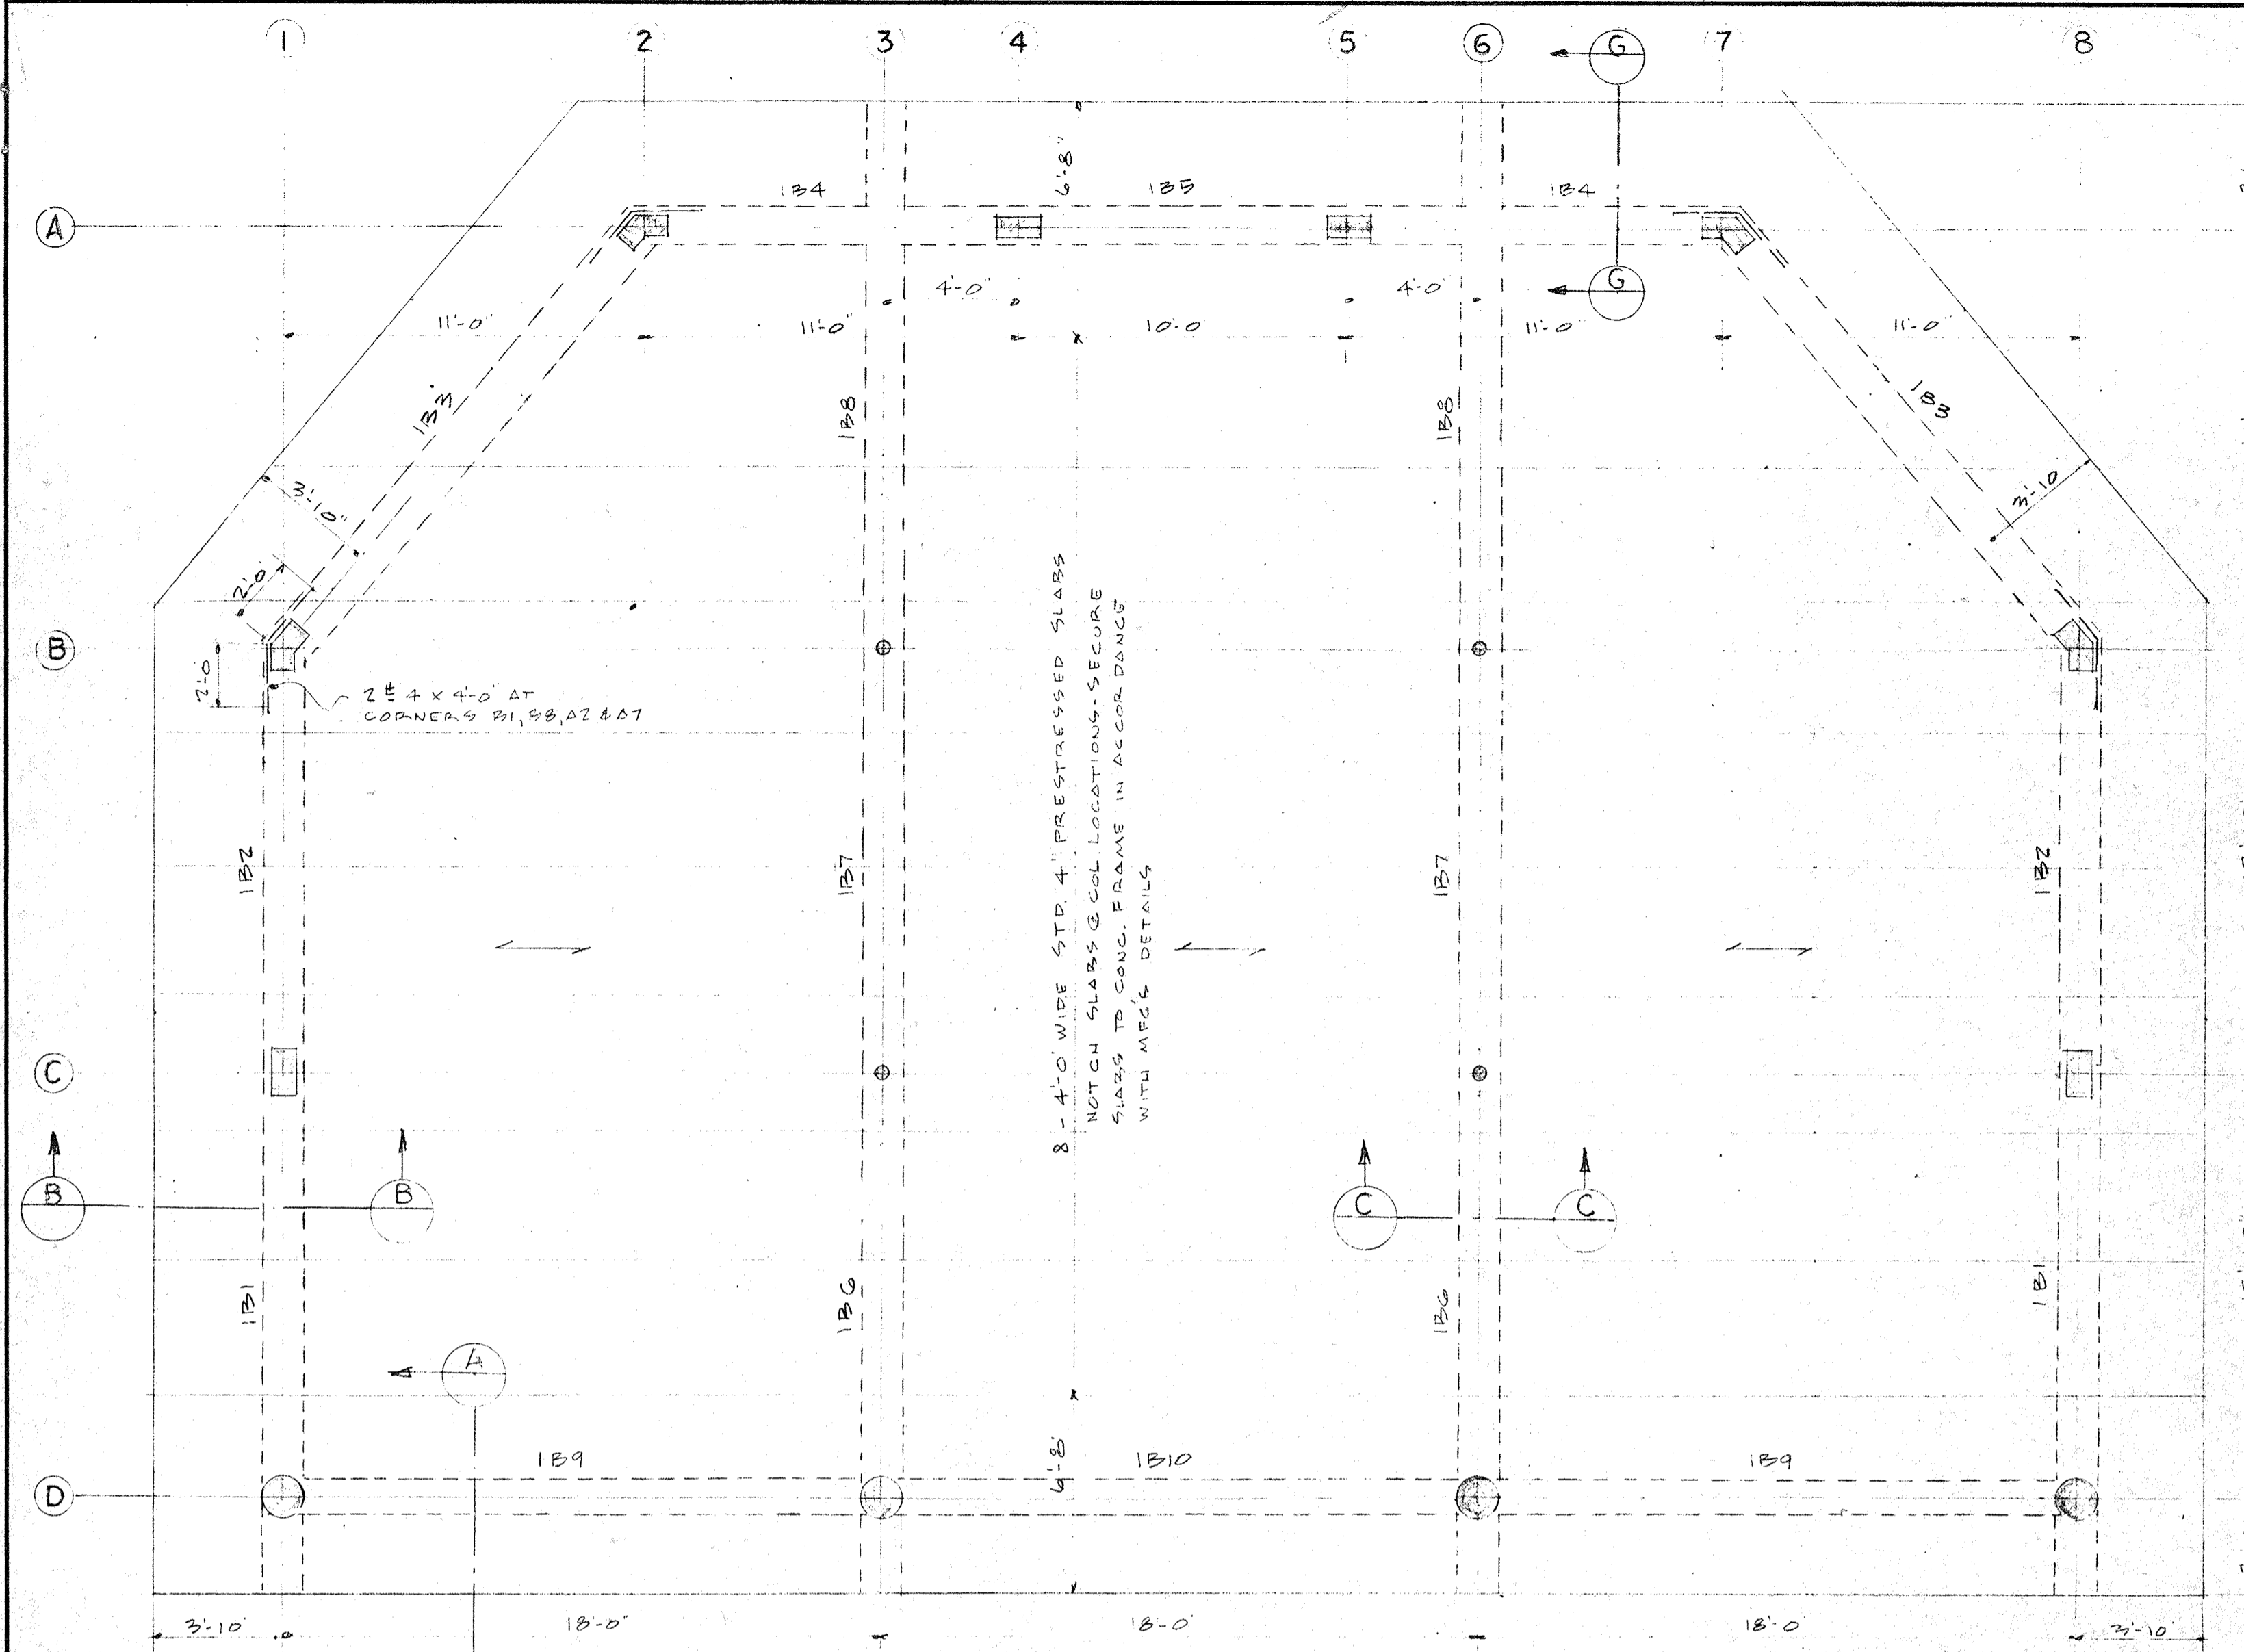 1 2 3 4 5 6 G 7 8
1B4 6'-8" 1B5 1B4
A
G
4'-0" 4'-0
11'-0" 11'-0" 10'-0 11'-0" 11'-0"
1B3 1B8 1B8 1B3
3'-10" 3'-10
2'-0
B
2'-0
2 # 4 X 4'-0" AT
CORNERS B1, B8, A2 & A7
8 - 4'-0" WIDE STD. 4" PRESTRESSED SLABS
NOTCH SLABS @ COL. LOCATIONS - SECURE
SLABS TO CONC. FRAME IN ACCORDANCE
WITH MFG'S DETAILS
1B2 1B7 1B7 1B2
C
B B C C
1B1 1B6 1B6 1B1
A
6'-8"
1B9 1B10 1B9
D
3'-10 18'-0" 18'-0 18'-0 3'-10